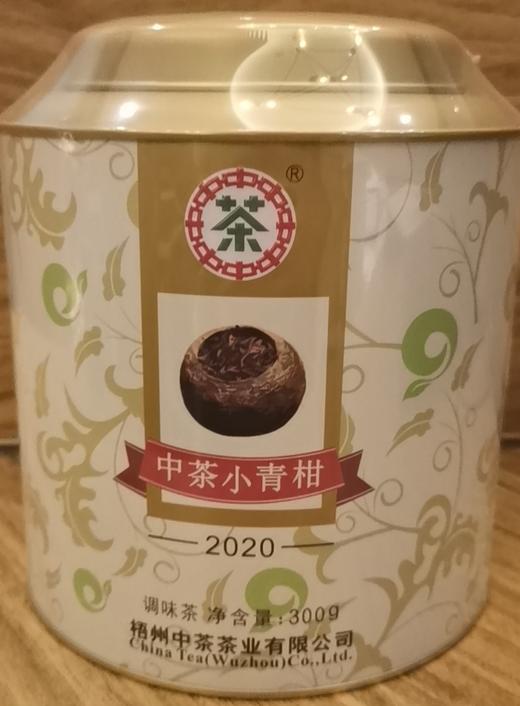 茶®
中茶小青柑
2020
调味茶 净含量:300g
梧州中茶茶业有限公司
China Tea(Wuzhou)Co.,Ltd.